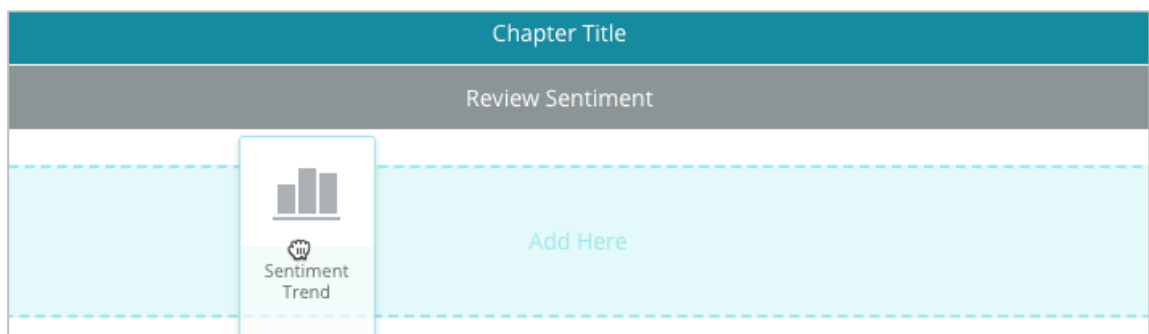 Chapter Title
Review Sentiment
Add Here
Sentiment
Trend